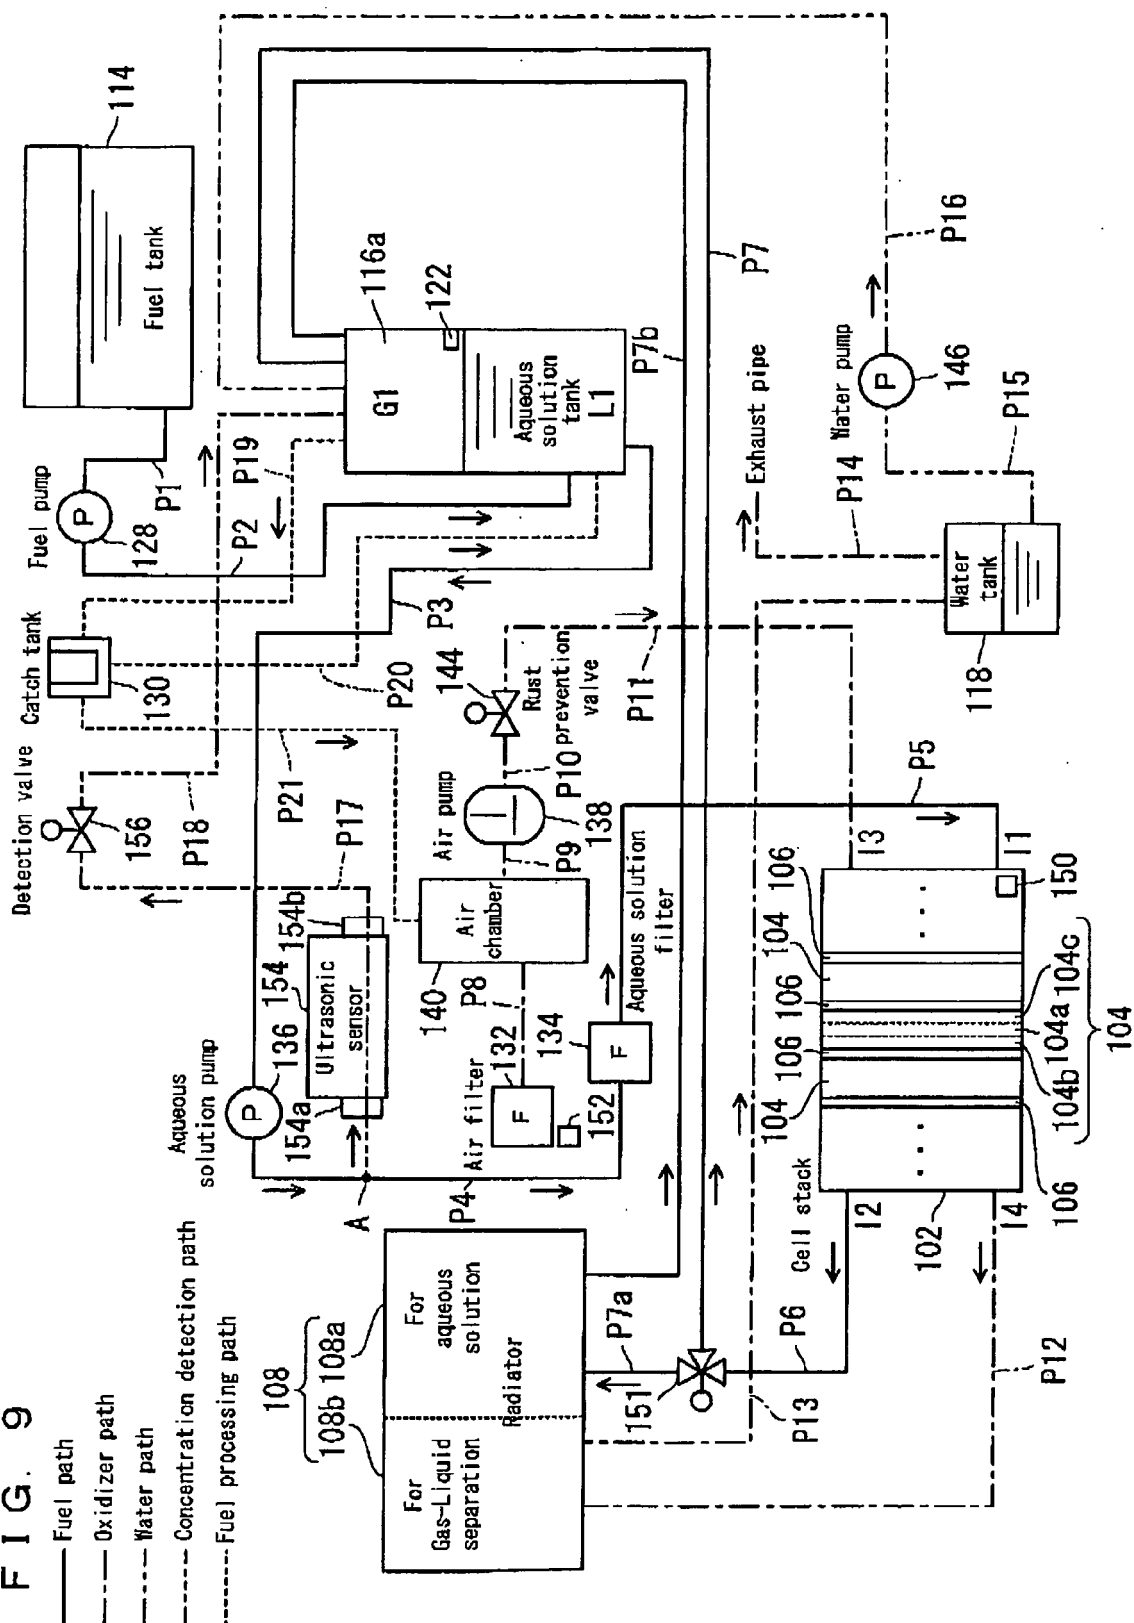 FIG. 9
Fuel path
Oxidizer path
Water path
Concentration detection path
Fuel processing path
Detection valve
156
P18
Catch tank
130
Fuel pump
P
128
P1
P2
Fuel tank
114
P21
P17
P20
P19
P3
Aqueous
solution pump
P
136
154
154a
154b
Ultrasonic
sensor
A
P4
G1
116a
122
Aqueous
solution
tank
L1
Air filter
132
F
152
P8
140
Air
chamber
P9
Air pump
138
P10
144
Rust
prevention
valve
P11
134
F
Aqueous solution
filter
P5
108
108b
108a
For
Gas-Liquid
separation
For
aqueous
solution
Radiator
P7a
151
P6
P13
P12
P7b
P7
Exhaust pipe
P14
Water pump
P
146
P16
P15
Water
tank
118
Cell stack
102
I2
I4
I3
I1
104
106
106
104
106
106
104b
104a
104c
104
150